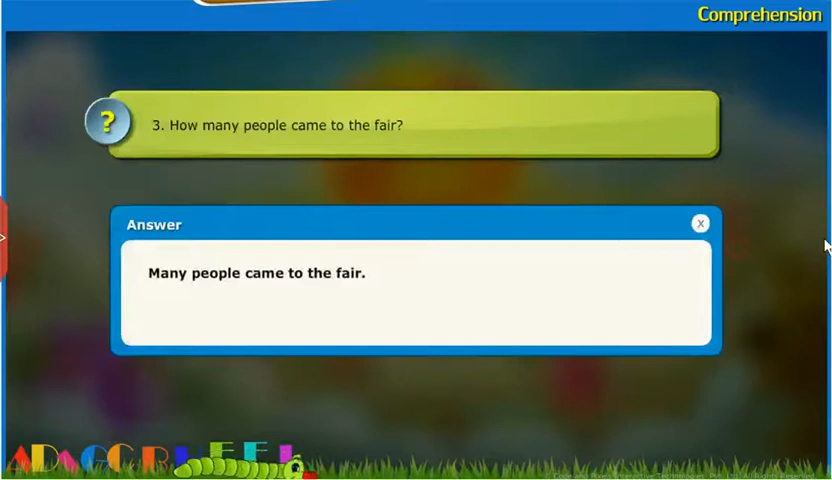 Comprehension
?
3. How many people came to the fair?
Answer
X
Many people came to the fair.